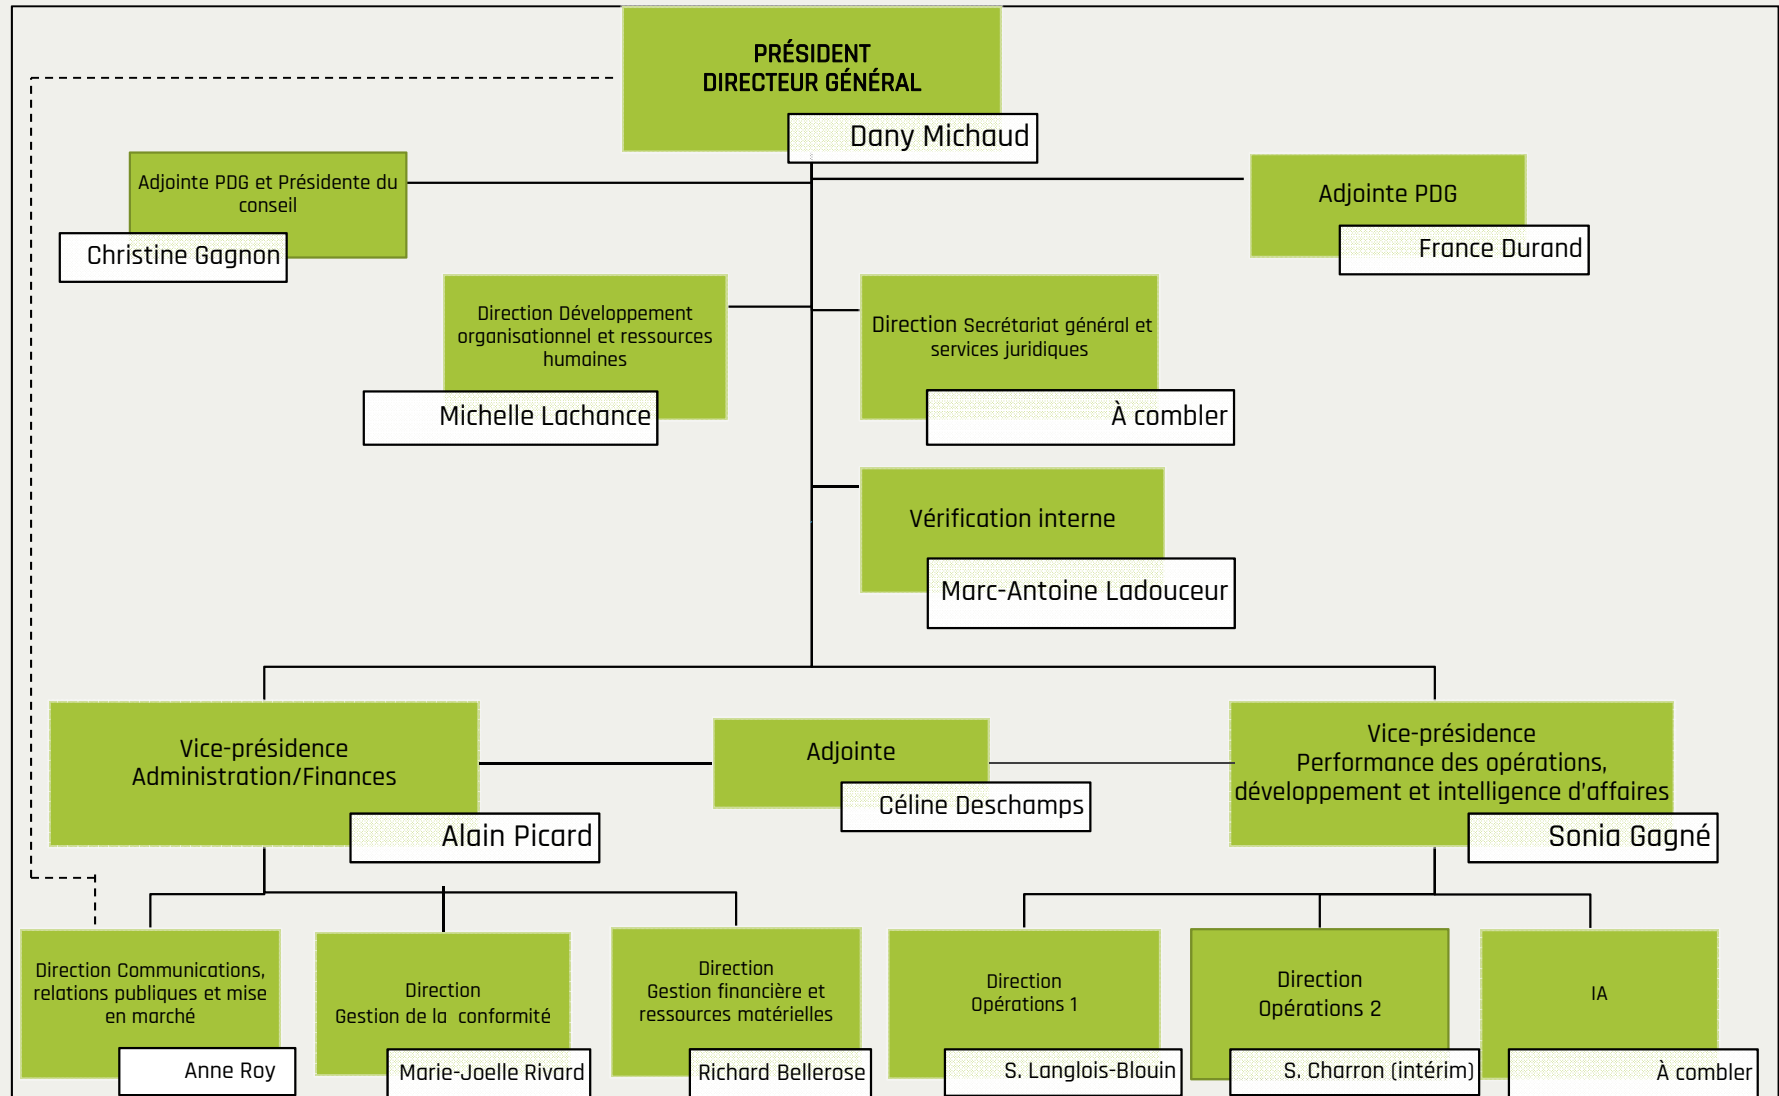 PRÉSIDENT
DIRECTEUR GÉNÉRAL
Dany Michaud
Adjointe PDG et Présidente du
conseil
Christine Gagnon
Adjointe PDG
France Durand
Direction Développement
organisationnel et ressources
humaines
Michelle Lachance
Direction Secrétariat général et
services juridiques
À combler
Vérification interne
Marc-Antoine Ladouceur
Vice-présidence
Administration/Finances
Alain Picard
Adjointe
Céline Deschamps
Vice-présidence
Performance des opérations,
développement et intelligence d'affaires
Sonia Gagné
Direction Communications,
relations publiques et mise
en marché
Anne Roy
Direction
Gestion de la conformité
Marie-Joelle Rivard
Direction
Gestion financière et
ressources matérielles
Richard Bellerose
Direction
Opérations 1
S. Langlois-Blouin
Direction
Opérations 2
S. Charron (intérim)
IA
À combler